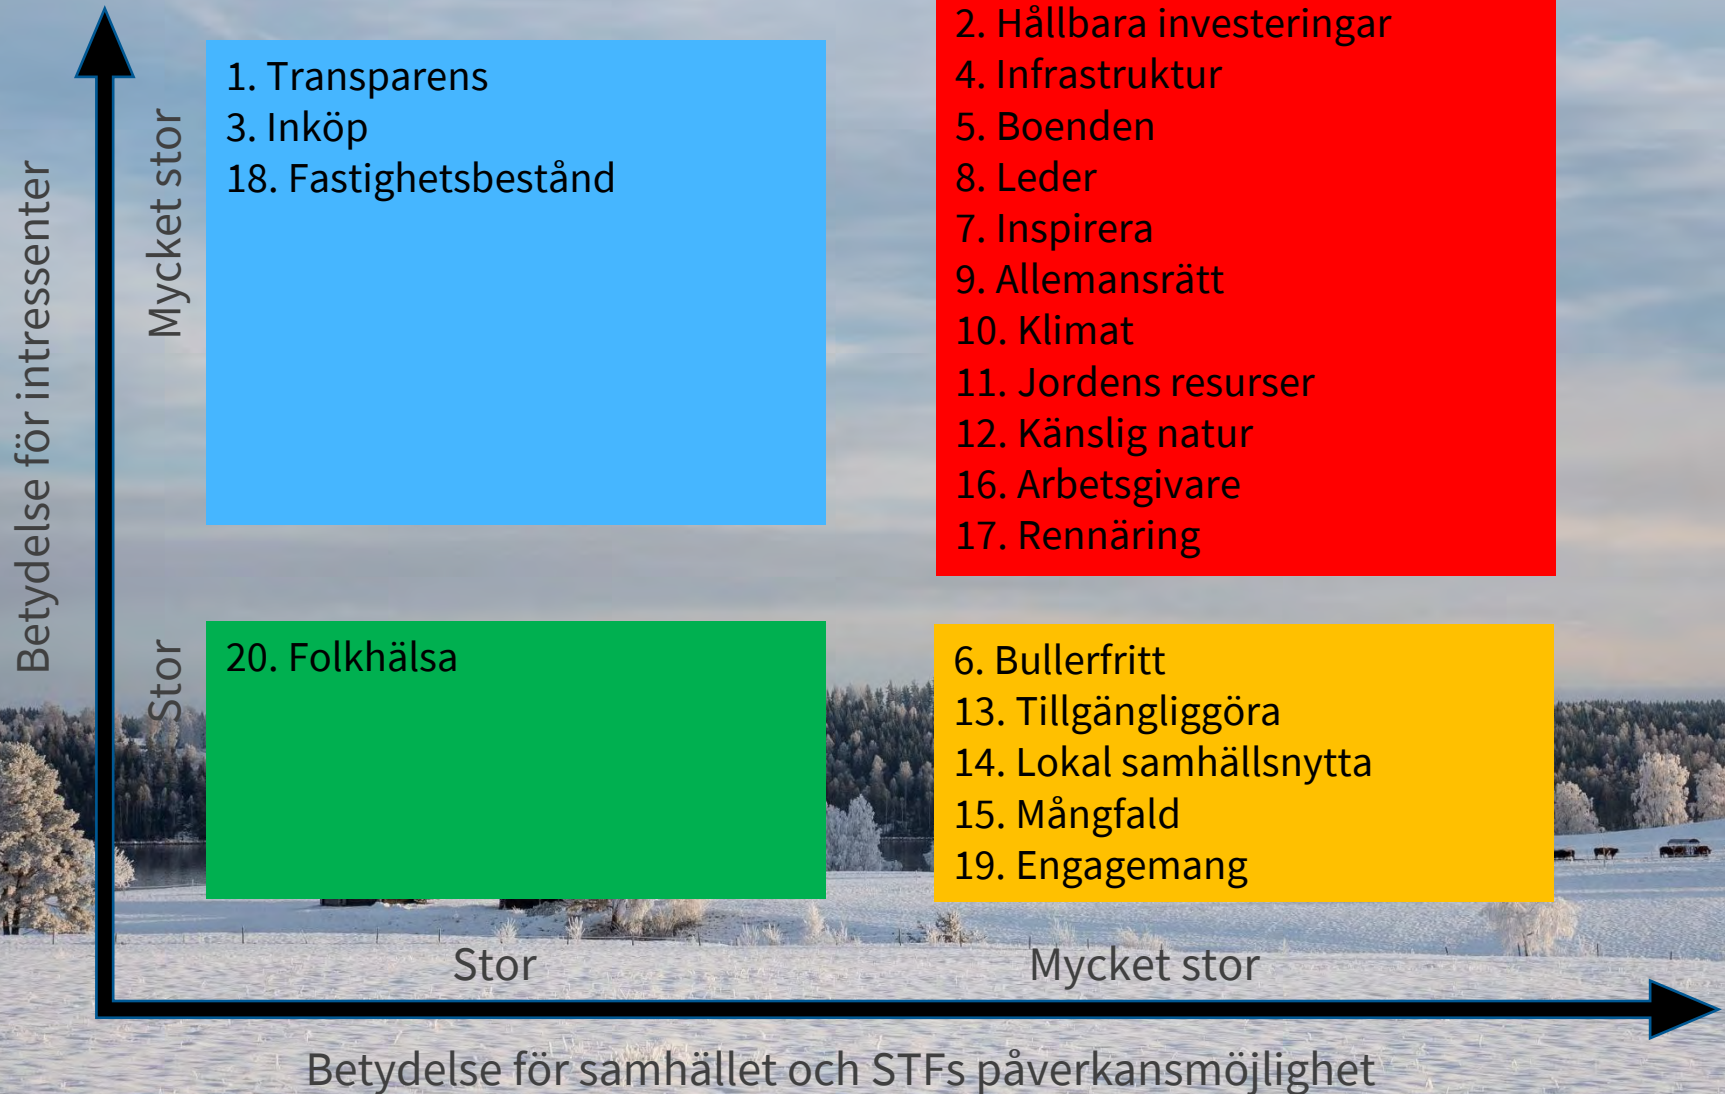 Betydelse för intressenter
Mycket stor
Stor
1. Transparens
3. Inköp
18. Fastighetsbestånd
2. Hållbara investeringar
4. Infrastruktur
5. Boenden
8. Leder
7. Inspirera
9. Allemansrätt
10. Klimat
11. Jordens resurser
12. Känslig natur
16. Arbetsgivare
17. Rennäring
20. Folkhälsa
6. Bullerfritt
13. Tillgängliggöra
14. Lokal samhällsnytta
15. Mångfald
19. Engagemang
Stor
Mycket stor
Betydelse för samhället och STFs påverkansmöjlighet